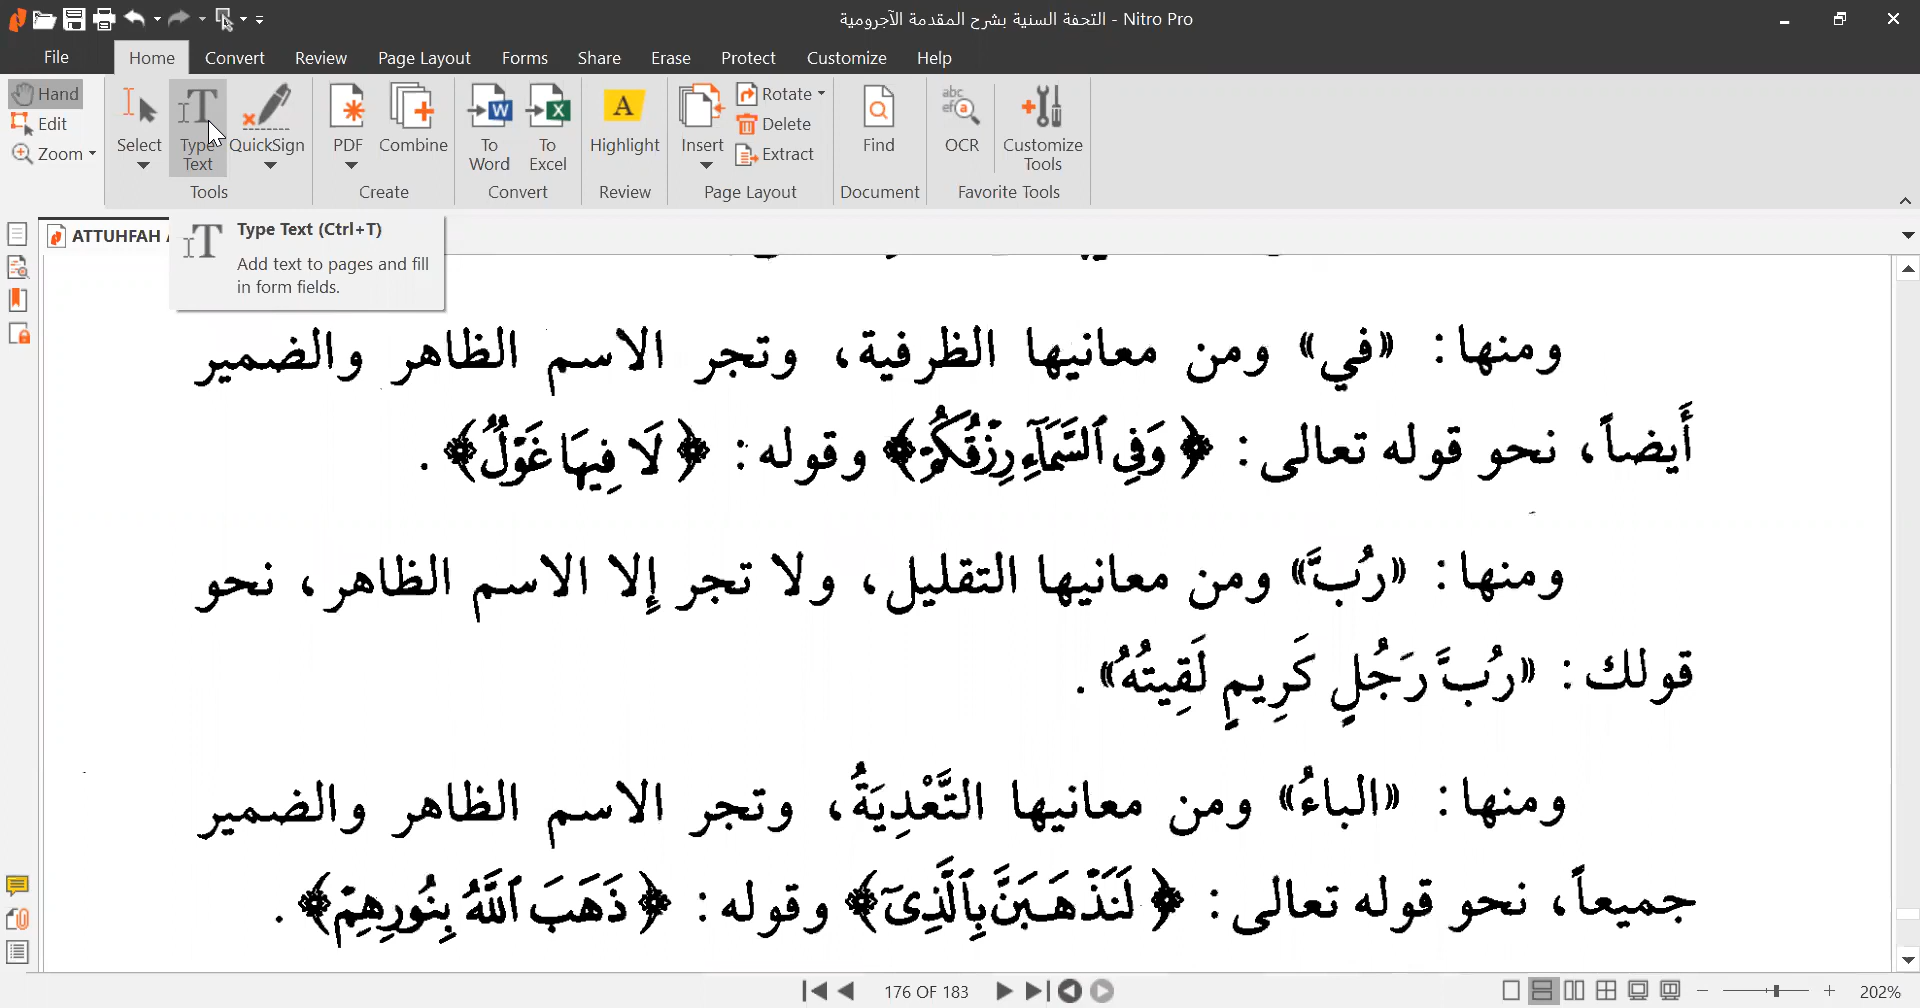 التحفة السنية بشرح المقدمة الآجرومية - Nitro Pro
File Home Convert Review Page Layout Forms Share Erase Protect Customize Help
Hand
Edit
Zoom
Select
Type Text
QuickSign
Tools
PDF
Combine
Create
To Word
To Excel
Convert
Highlight
Review
Insert
Rotate
Delete
Extract
Page Layout
Find
Document
OCR
Customize Tools
Favorite Tools
ATTUHFAH
Type Text (Ctrl+T)
Add text to pages and fill
in form fields.
ومنها: «في» ومن معانيها الظرفية، وتجر الاسم الظاهر والضمير
أَيضاً، نحو قوله تعالى: ﴿وَفِى ٱلسَّمَآءِ رِزْقُكُمْ﴾ وقوله: ﴿لَا فِيهَا غَوْلٌ﴾.
ومنها: «رُبَّ» ومن معانيها التقليل، ولا تجر إِلا الاسم الظاهر، نحو
قولك: «رُبَّ رَجُلٍ كَرِيمٍ لَقِيتُهُ».
ومنها: «الباءُ» ومن معانيها التَّعْدِيَةُ، وتجر الاسم الظاهر والضمير
جميعاً، نحو قوله تعالى: ﴿لَنَذْهَبَنَّ بِٱلَّذِىٓ﴾ وقوله: ﴿ذَهَبَ ٱللَّهُ بِنُورِهِمْ﴾.
176 OF 183
202%